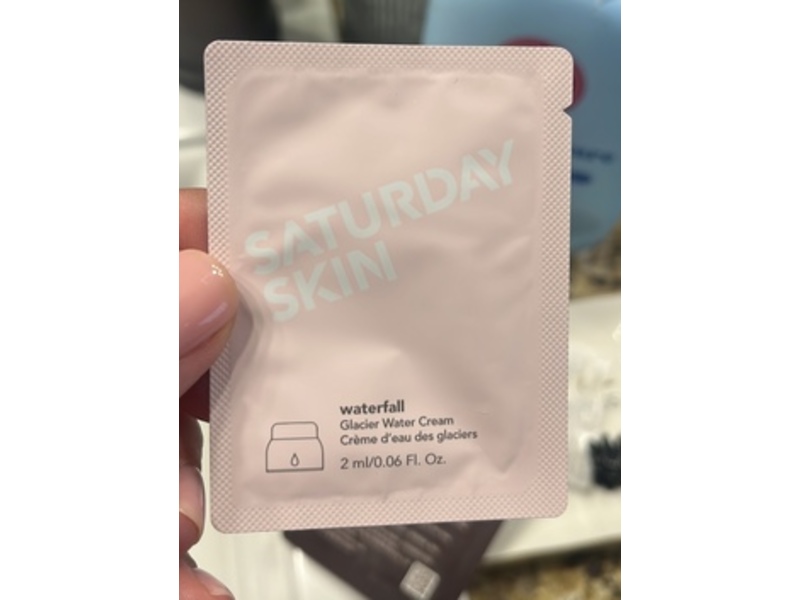 SATURDAY
SKIN
waterfall
Glacier Water Cream
Crème d'eau des glaciers
2 ml/0.06 Fl. Oz.